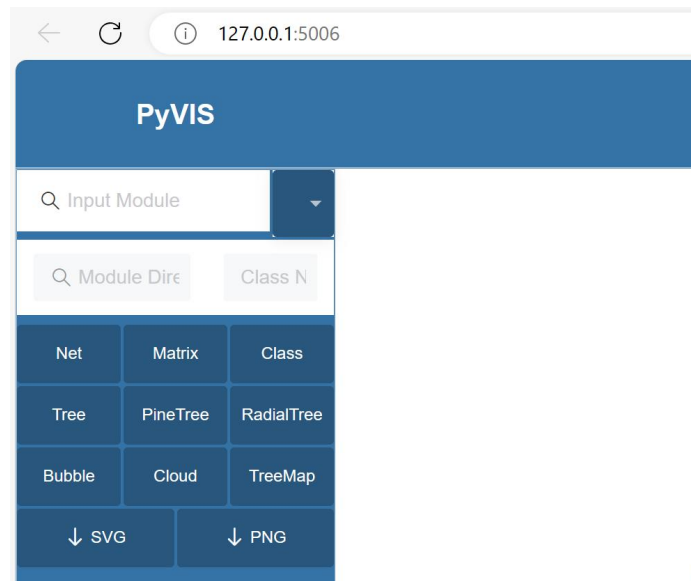 127.0.0.1:5006
PyVIS
Input Module
Module Dire Class N
Net Matrix Class
Tree PineTree RadialTree
Bubble Cloud TreeMap
↓ SVG ↓ PNG